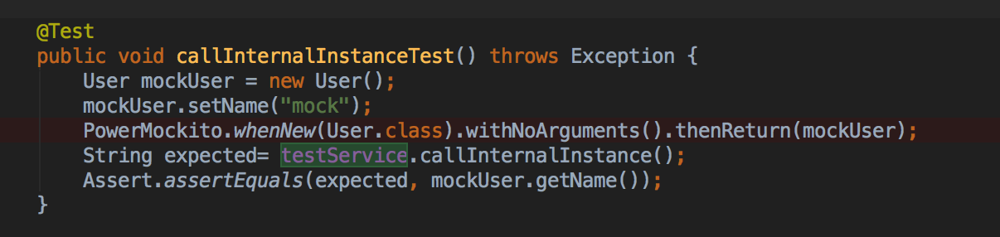 @Test
public void callInternalInstanceTest() throws Exception {
User mockUser = new User();
mockUser.setName("mock");
PowerMockito.whenNew(User.class).withNoArguments().thenReturn(mockUser);
String expected= testService.callInternalInstance();
Assert.assertEquals(expected, mockUser.getName());
}